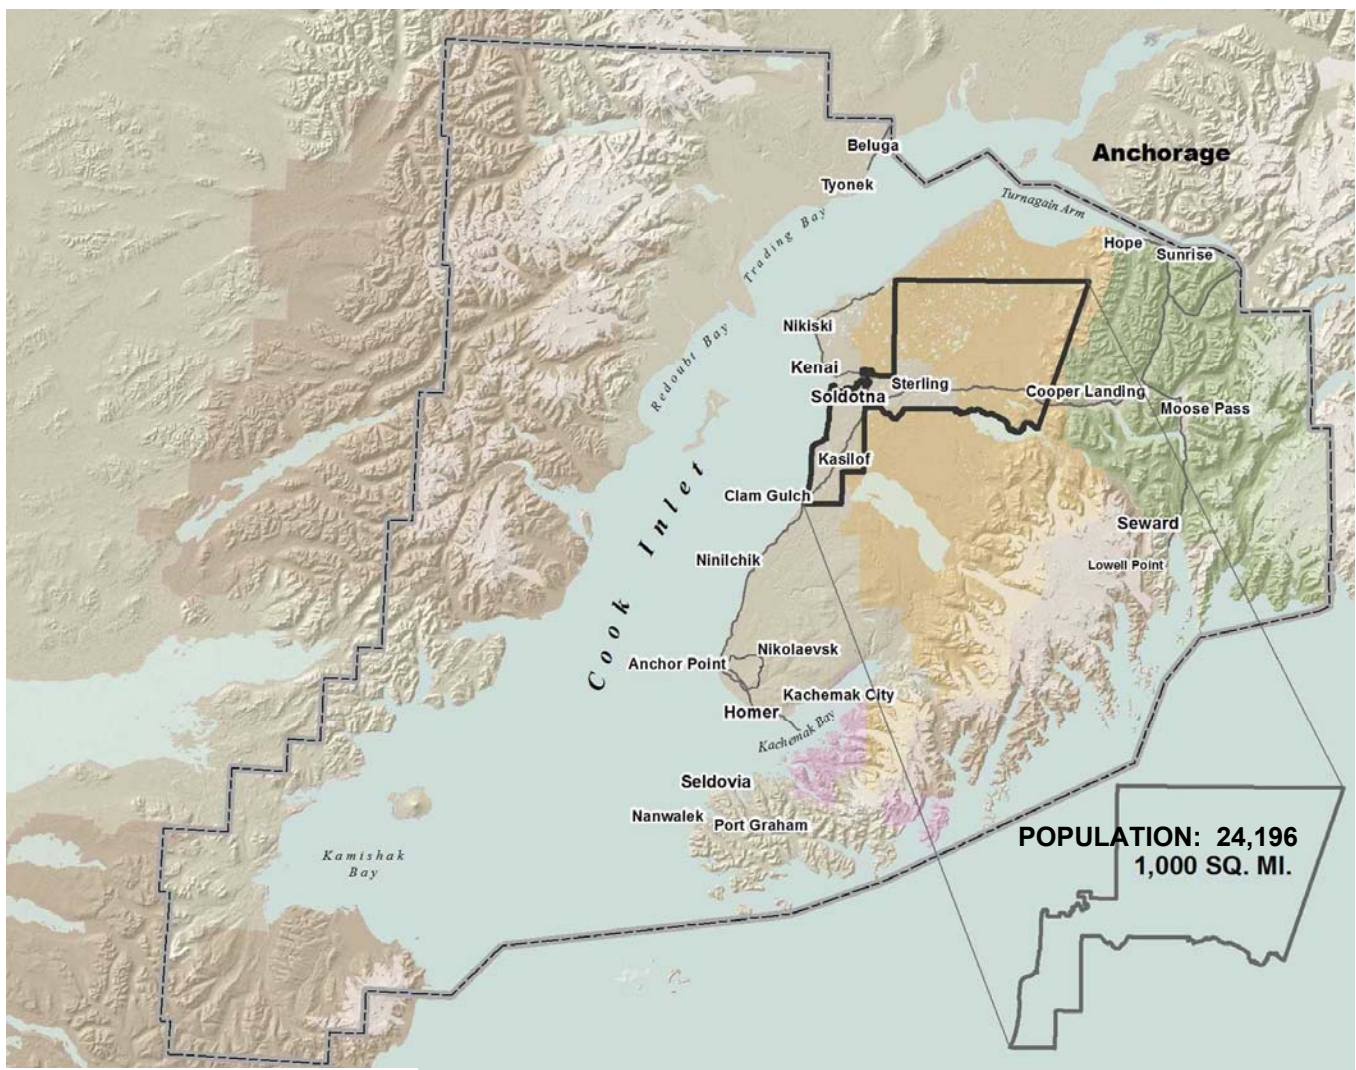 Anchorage
Beluga
Tyonek
Trading Bay
Turnagain Arm
Hope
Sunrise
Nikiski
Redoubt Bay
Kenai
Sterling
Soldotna
Cooper Landing
Moose Pass
Kasilof
Clam Gulch
Cook Inlet
Seward
Ninilchik
Lowell Point
Nikolaevsk
Anchor Point
Kachemak City
Homer
Kachemak Bay
Seldovia
Nanwalek
Port Graham
Kamishak
Bay
POPULATION: 24,196
1,000 SQ. MI.